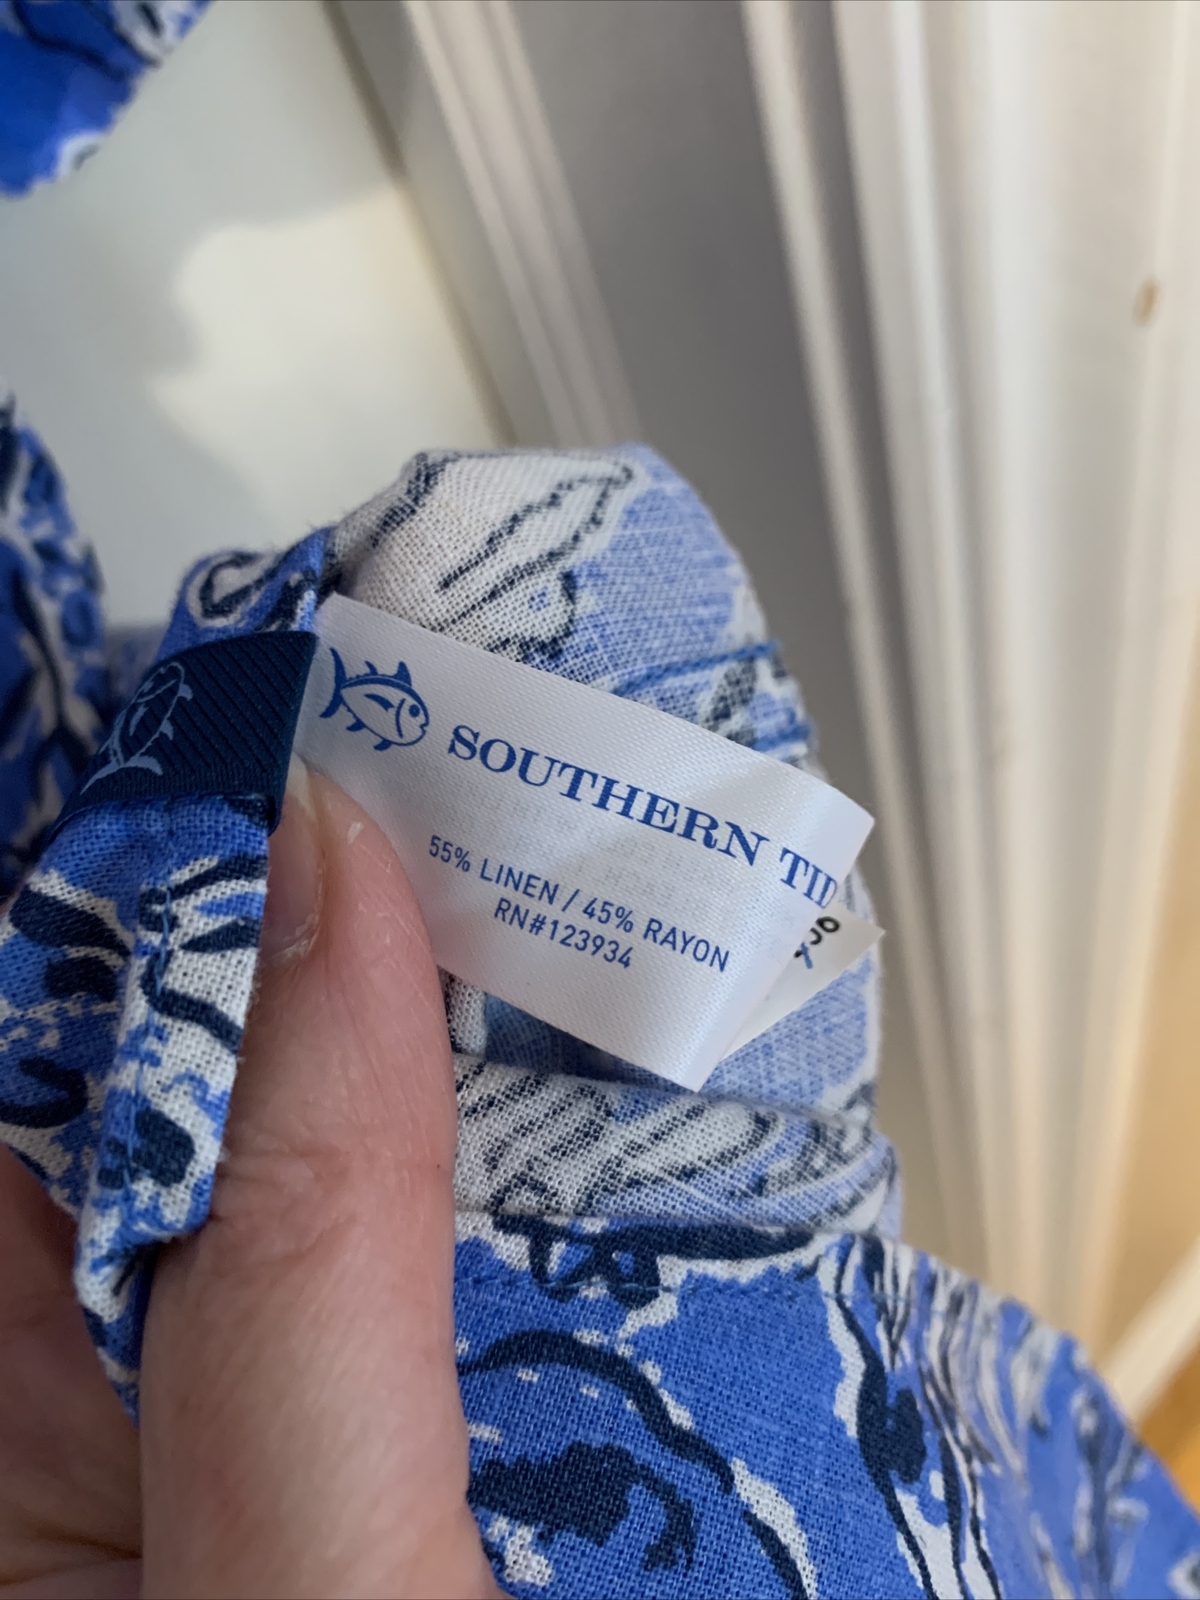 SOUTHERN TID
55% LINEN / 45% RAYON
RN#123934